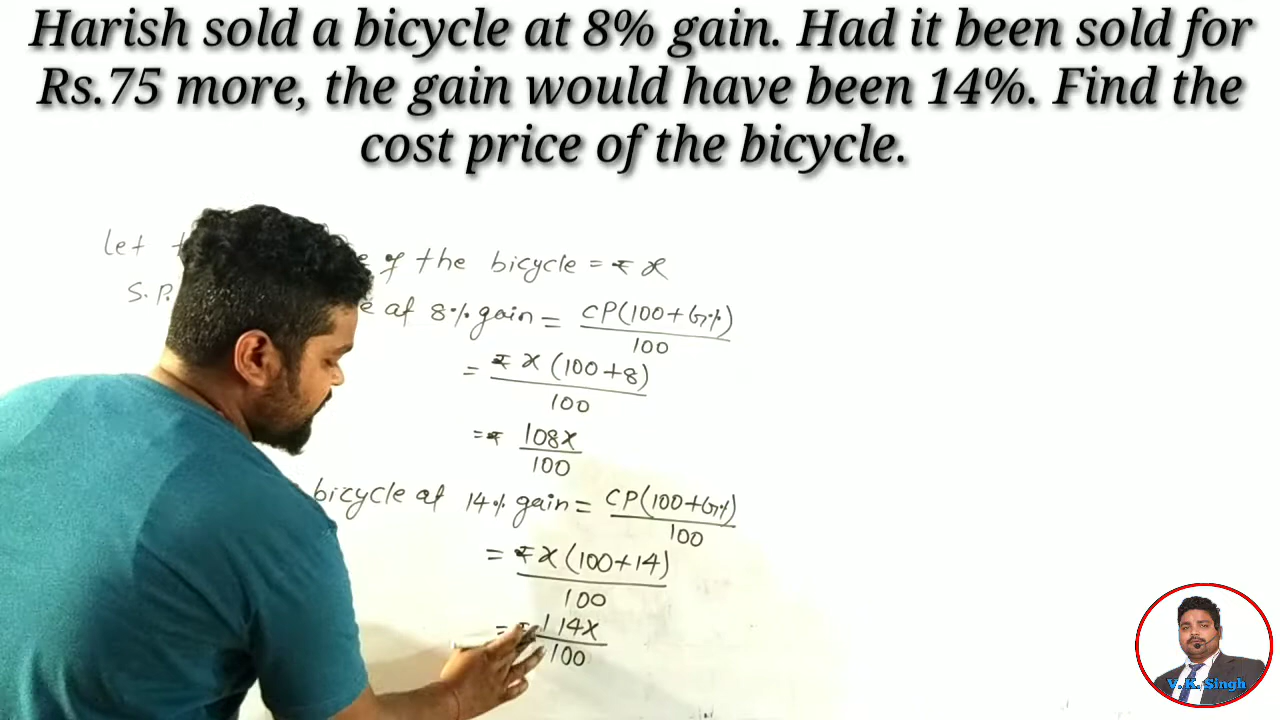 Harish sold a bicycle at 8% gain. Had it been sold for
Rs.75 more, the gain would have been 14%. Find the
cost price of the bicycle.
Let of the bicycle = ₹ x
S.P. at 8% gain = CP(100+G%)
100
= ₹ x (100+8)
100
= ₹ 108x
100
bicycle at 14% gain = CP(100+G%)
100
= ₹ x (100+14)
100
= ₹ 114x
100
V. K. Singh